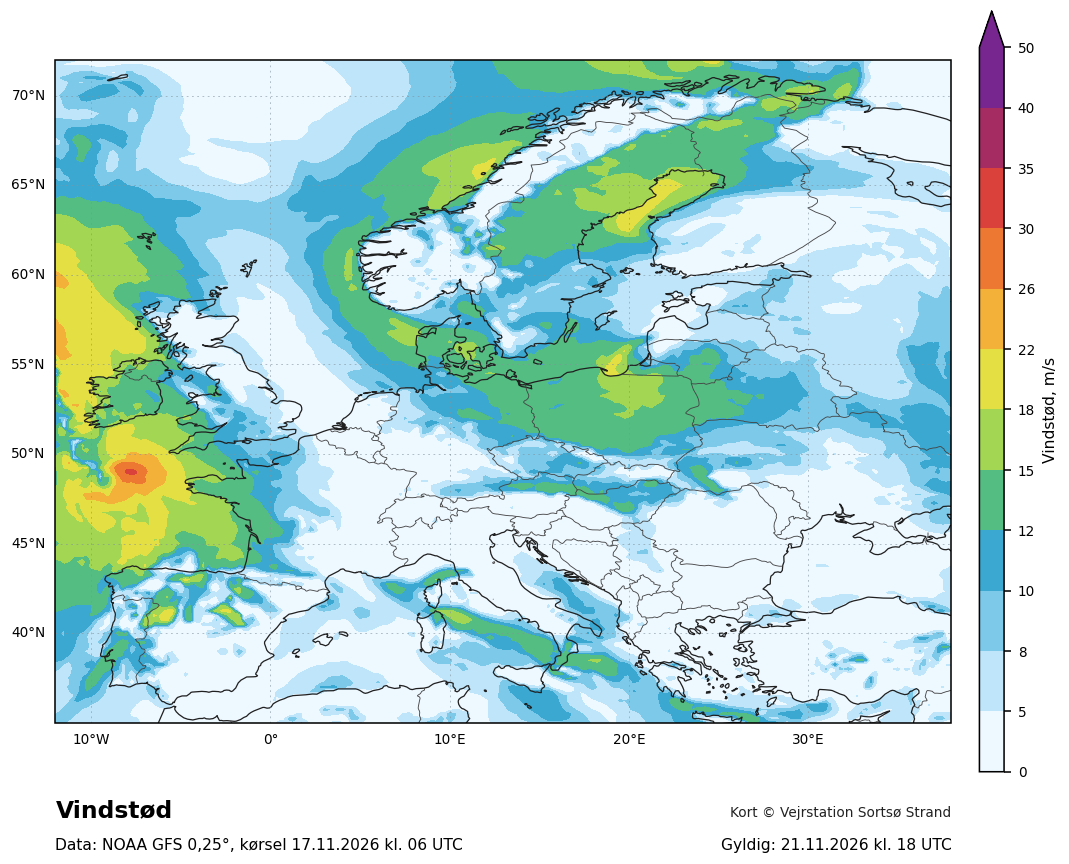 70°N
65°N
60°N
55°N
50°N
45°N
40°N
10°W
0°
10°E
20°E
30°E
50
40
35
30
26
22
18
15
12
10
8
5
0
Vindstød, m/s
Vindstød
Kort © Vejrstation Sortsø Strand
Data: NOAA GFS 0,25°, kørsel 17.11.2026 kl. 06 UTC
Gyldig: 21.11.2026 kl. 18 UTC